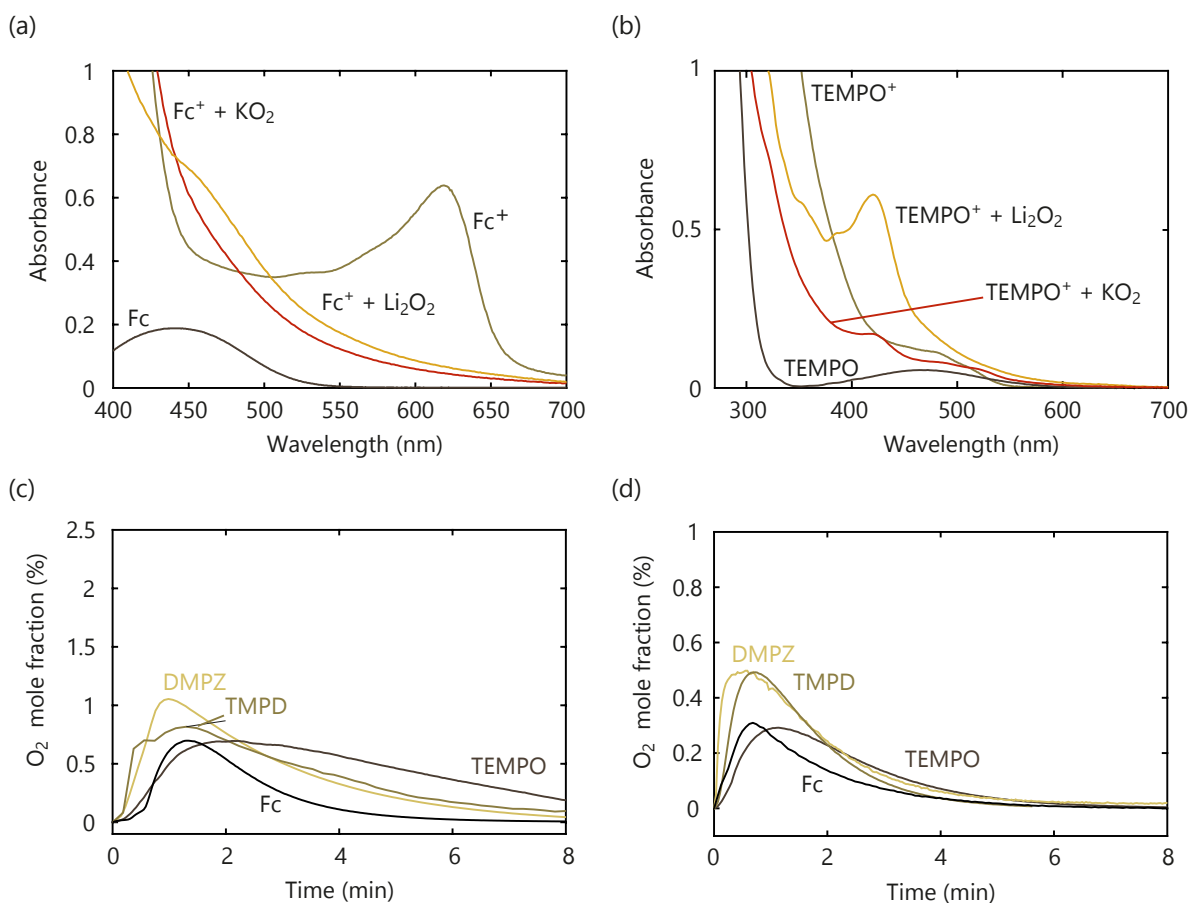 (a)
1
0.8
0.6
0.4
0.2
0
Absorbance
Fc⁺ + KO₂
Fc⁺
Fc⁺ + Li₂O₂
Fc
400 450 500 550 600 650 700
Wavelength (nm)
(b)
1
0.5
0
Absorbance
TEMPO⁺
TEMPO⁺ + Li₂O₂
TEMPO⁺ + KO₂
TEMPO
300 400 500 600 700
Wavelength (nm)
(c)
2.5
2
1.5
1
0.5
0
O₂ mole fraction (%)
DMPZ
TMPD
TEMPO
Fc
0 2 4 6 8
Time (min)
(d)
1
0.8
0.6
0.4
0.2
0
O₂ mole fraction (%)
DMPZ
TMPD
TEMPO
Fc
0 2 4 6 8
Time (min)